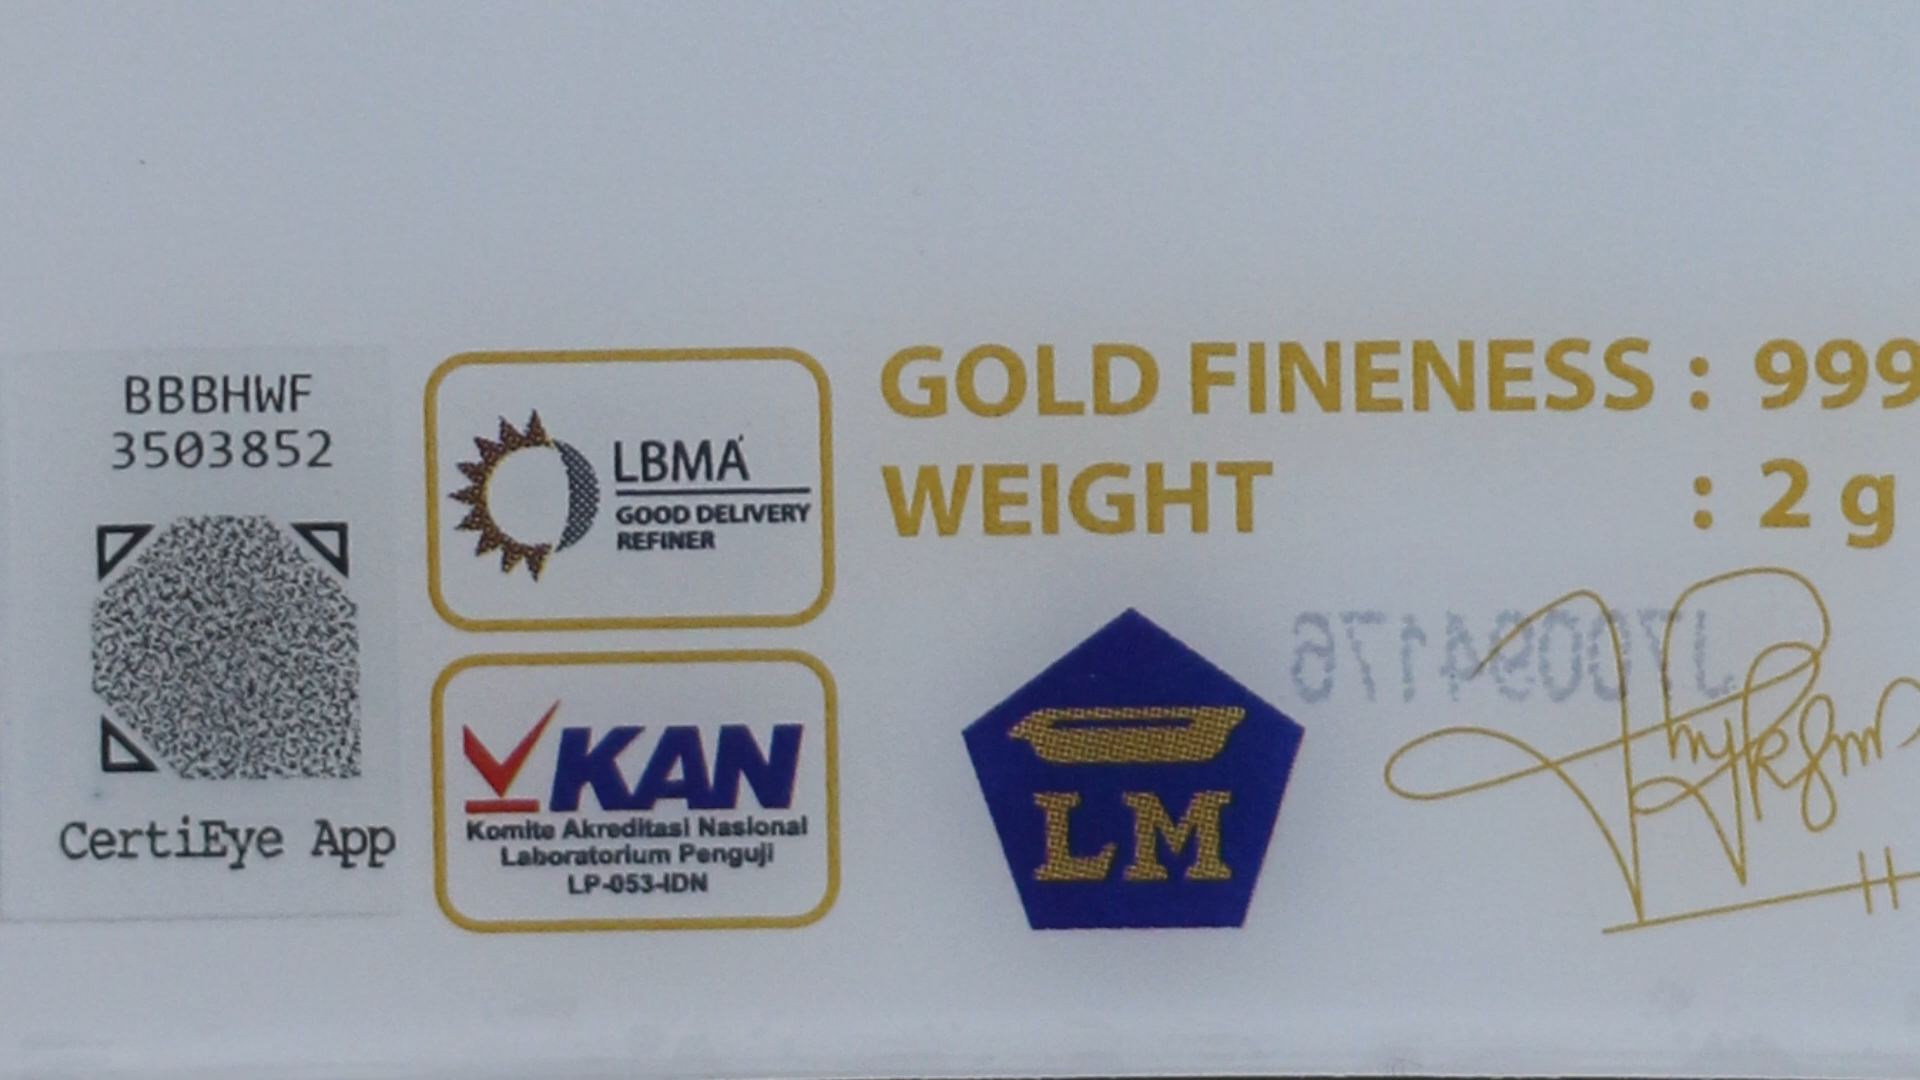 BBBHWF
3503852
CertiEye App
LBMA
GOOD DELIVERY
REFINER
KAN
Komite Akreditasi Nasional
Laboratorium Penguji
LP-053-IDN
GOLD FINENESS : 999
WEIGHT : 2 g
J70094176
LM